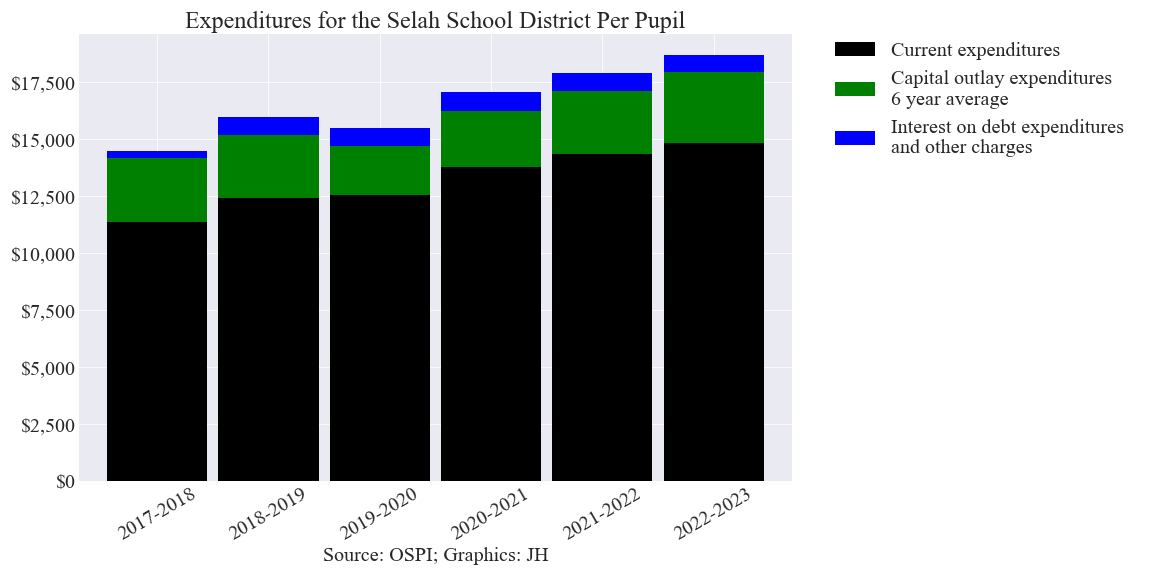 Expenditures for the Selah School District Per Pupil
$17,500
$15,000
$12,500
$10,000
$7,500
$5,000
$2,500
$0
2017-2018
2018-2019
2019-2020
2020-2021
2021-2022
2022-2023
Source: OSPI; Graphics: JH
Current expenditures
Capital outlay expenditures
6 year average
Interest on debt expenditures
and other charges